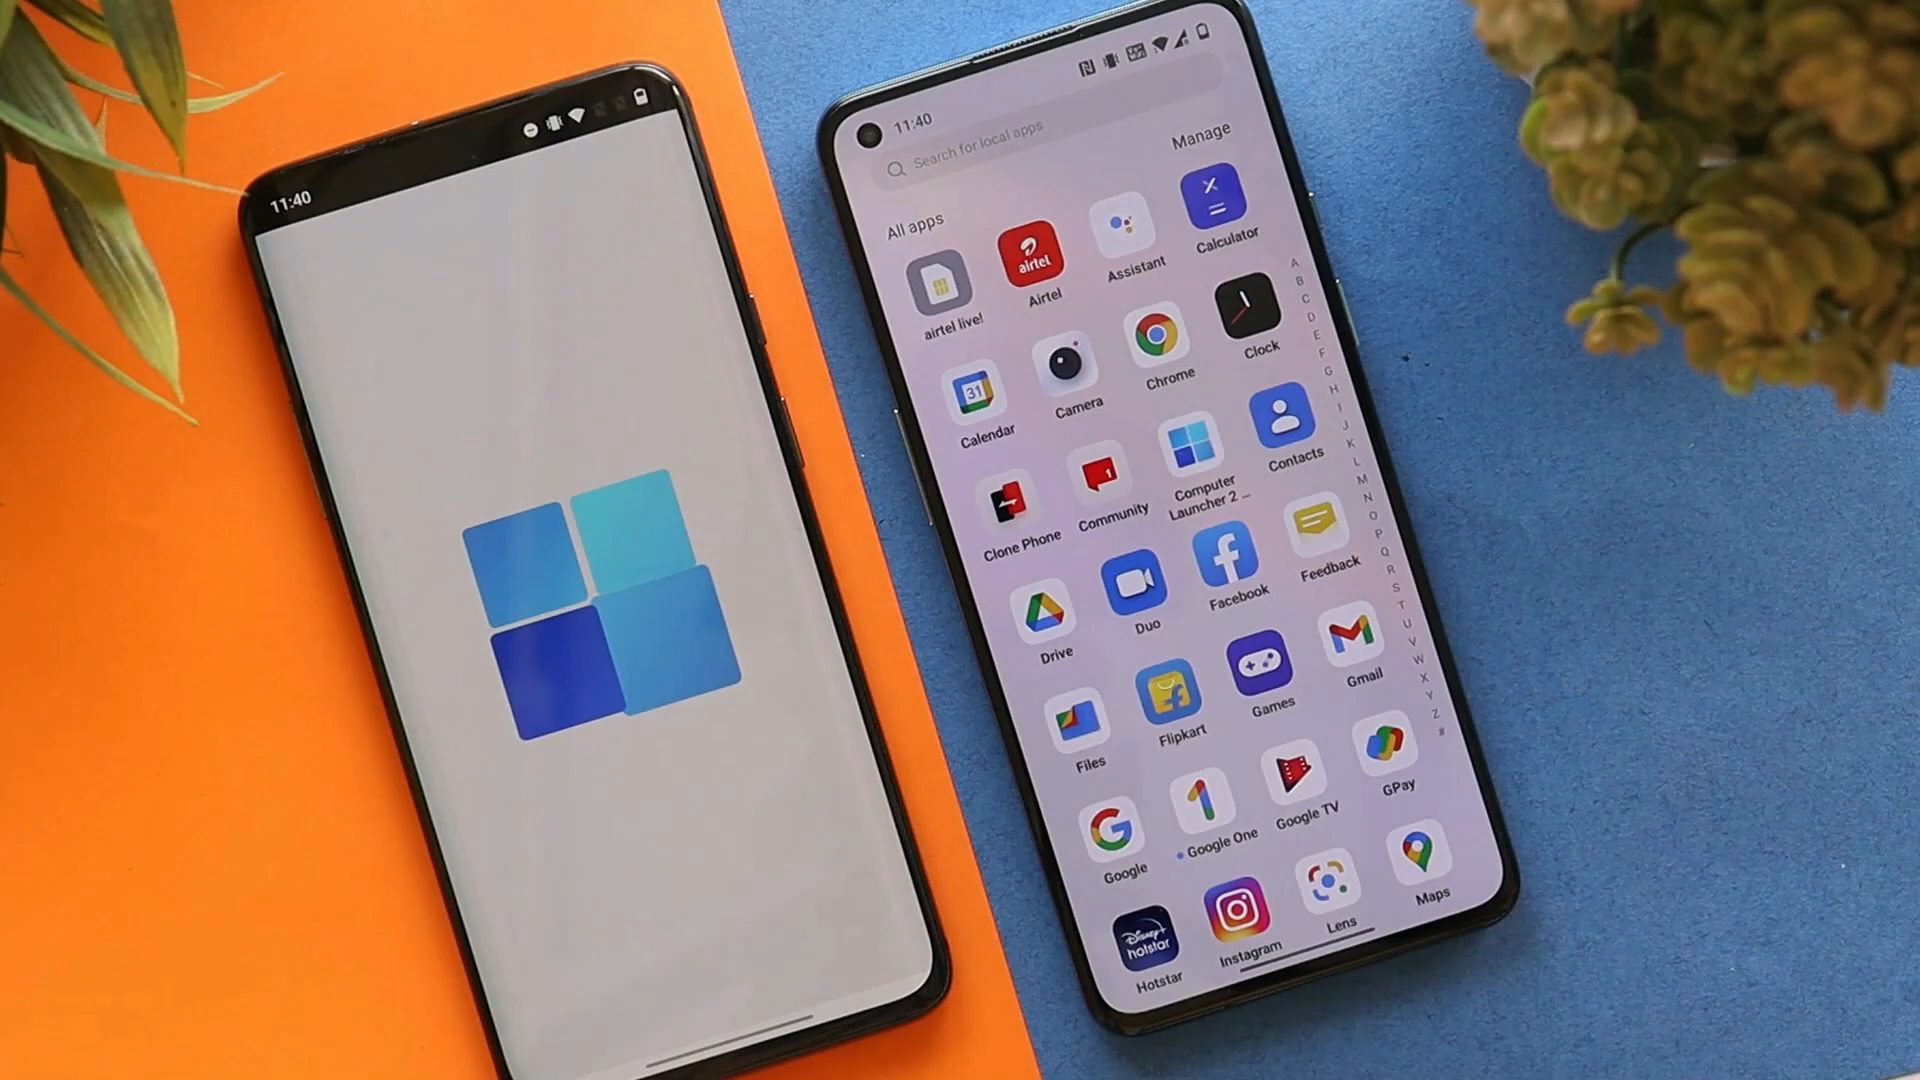 11:40
11:40
Search for local apps
Manage
All apps
airtel live!
airtel
Airtel
Assistant
Calculator
31
Calendar
Camera
Chrome
Clock
Clone Phone
1
Community
Computer
Launcher 2 ...
Contacts
Drive
Duo
Facebook
Feedback
Files
Flipkart
Games
Gmail
Google
Google One
Google TV
GPay
Disney+
hotstar
Hotstar
Instagram
Lens
Maps
A
B
C
D
E
F
G
H
I
J
K
L
M
N
O
P
Q
R
S
T
U
V
W
X
Y
Z
#